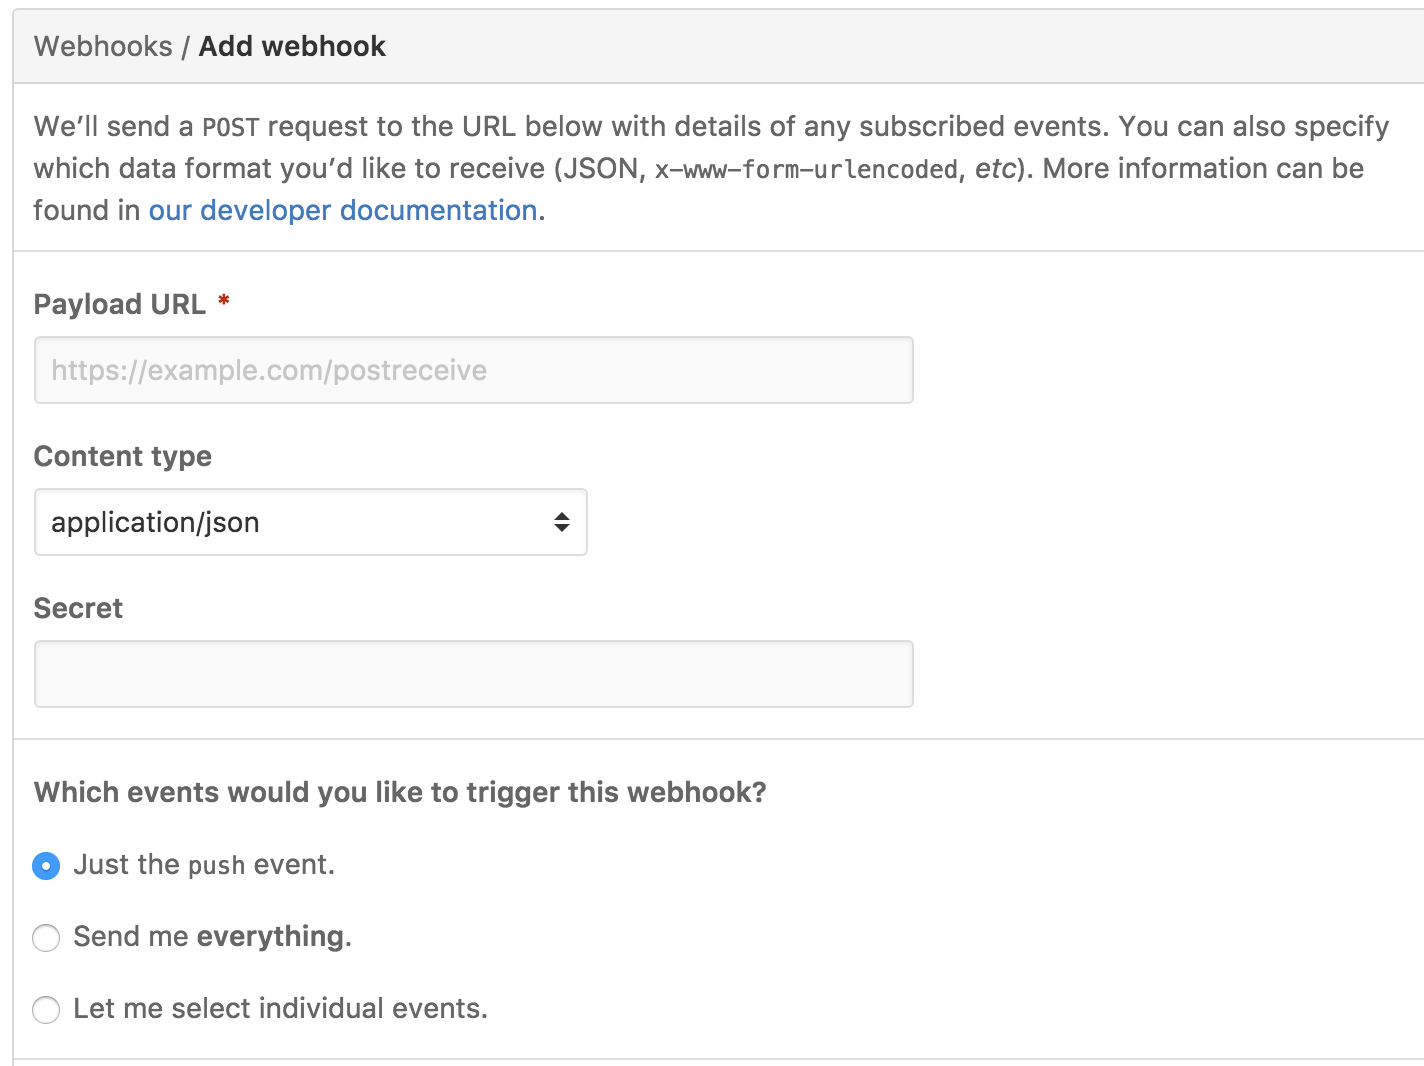 Webhooks / Add webhook
We’ll send a POST request to the URL below with details of any subscribed events. You can also specify
which data format you’d like to receive (JSON, x-www-form-urlencoded, etc). More information can be
found in our developer documentation.
Payload URL *
https://example.com/postreceive
Content type
application/json
Secret
Which events would you like to trigger this webhook?
Just the push event.
Send me everything.
Let me select individual events.